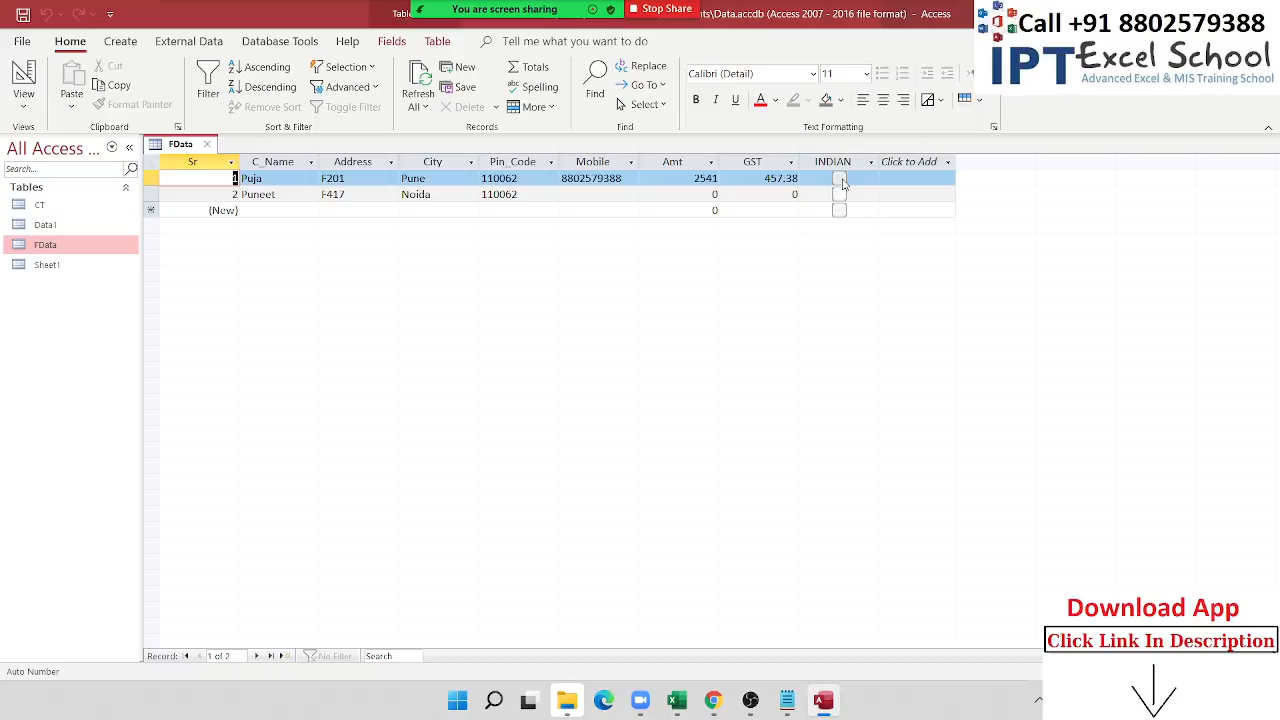 You are screen sharing
Stop Share
Table
nts\Data.accdb (Access 2007 - 2016 file format) - Access
Call +91 8802579388
IPT Excel School
Advanced Excel & MIS Training School
File Home Create External Data Database Tools Help Fields Table Tell me what you want to do
View
Views
Paste
Cut
Copy
Format Painter
Clipboard
Filter
Ascending
Descending
Remove Sort
Selection
Advanced
Toggle Filter
Sort & Filter
Refresh All
New
Save
Delete
Totals
Spelling
More
Records
Find
Replace
Go To
Select
Find
Calibri (Detail) 11
B I U A
Text Formatting
All Access ...
Search...
Tables
CT
Data1
FData
Sheet1
FData
Sr C_Name Address City Pin_Code Mobile Amt GST INDIAN Click to Add
1 Puja F201 Pune 110062 8802579388 2541 457.38
2 Puneet F417 Noida 110062 0 0
(New) 0
Record: 1 of 2 No Filter Search
Auto Number
Download App
Click Link In Description